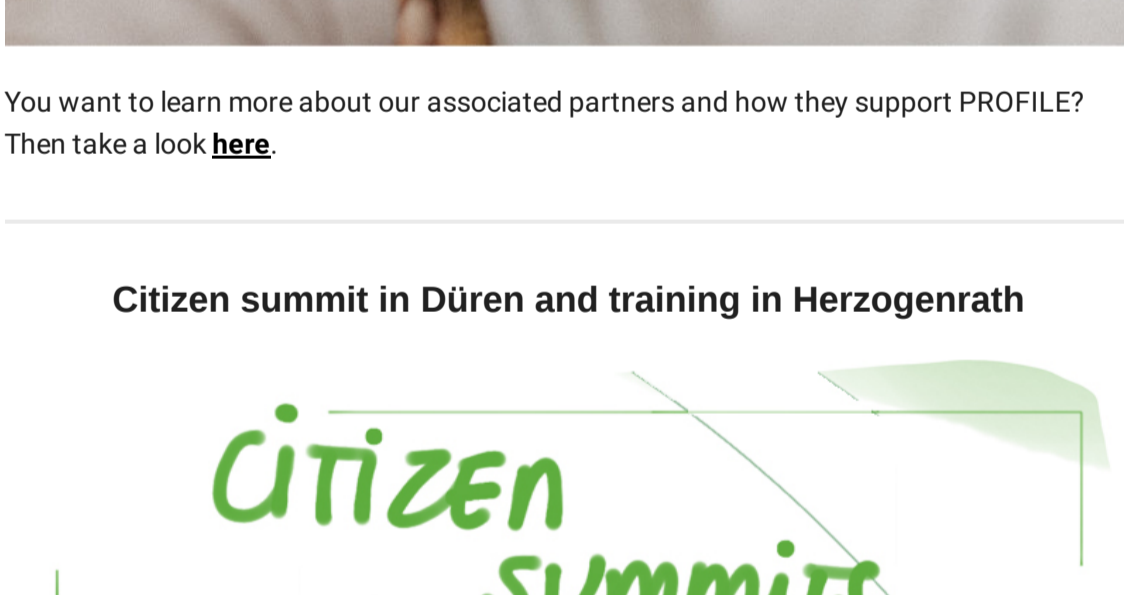 You want to learn more about our associated partners and how they support PROFILE?
Then take a look here.
Citizen summit in Düren and training in Herzogenrath
CiTiZEN
SUMMiTS